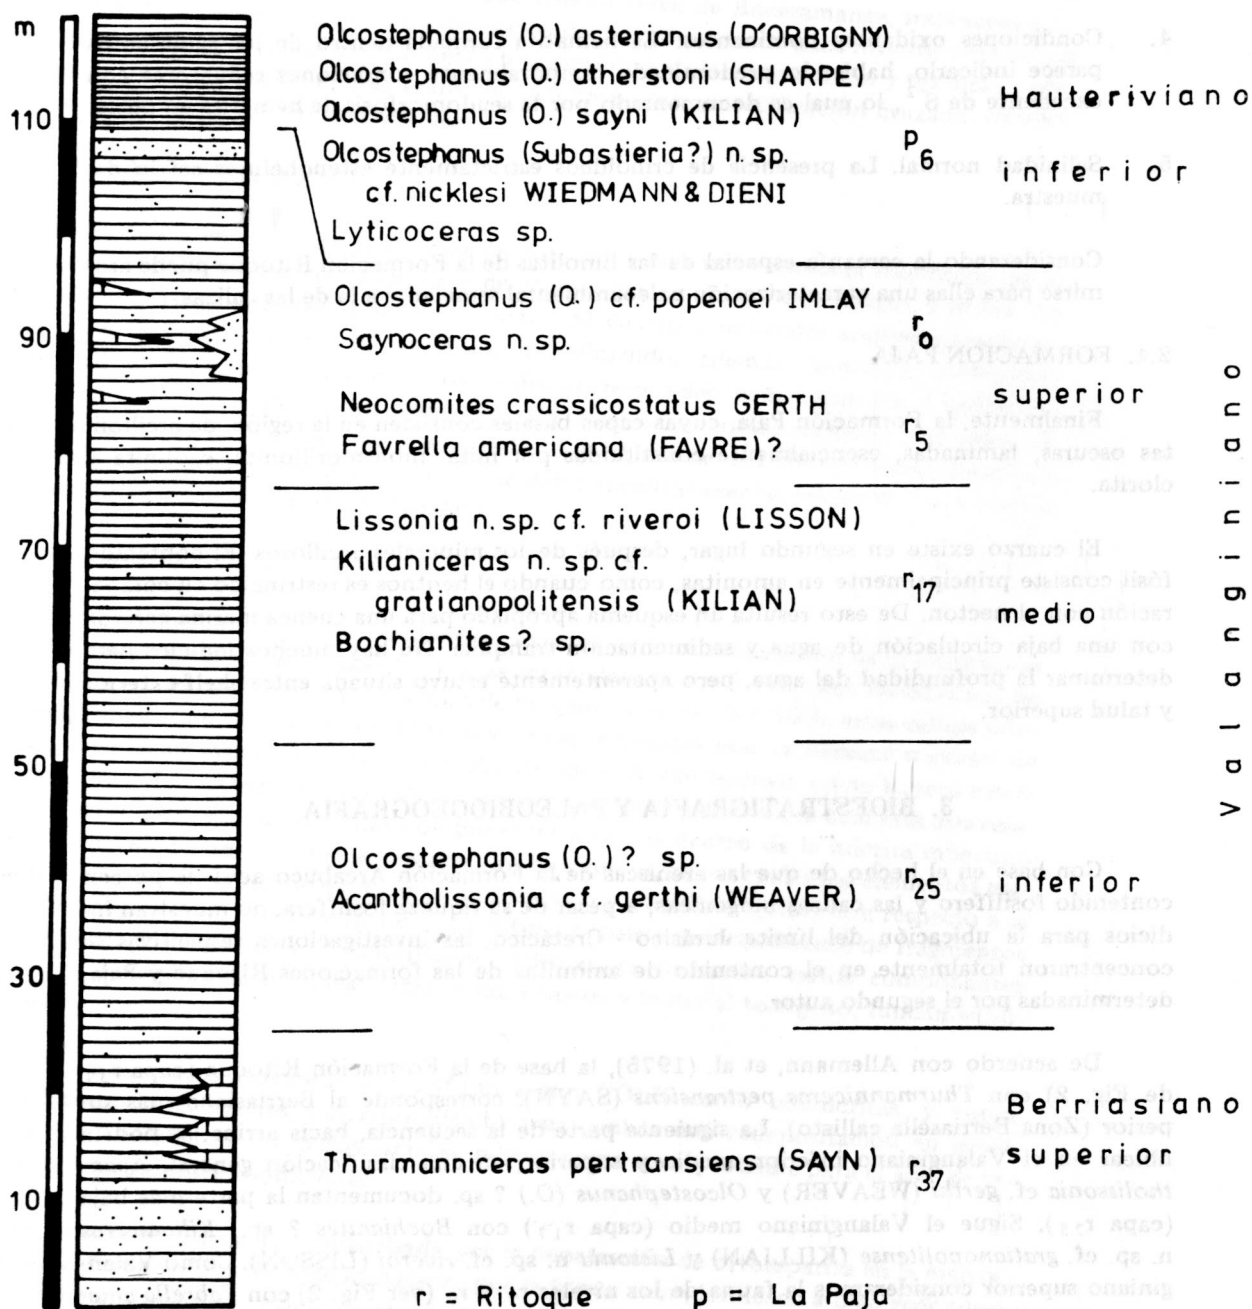 m
Olcostephanus (O.) asterianus (D'ORBIGNY)
Olcostephanus (O.) atherstoni (SHARPE)
Hauteriviano
110
Olcostephanus (O.) sayni (KILIAN)
p6
Olcostephanus (Subastieria?) n.sp.
inferior
cf. nicklesi WIEDMANN & DIENI
Lyticoceras sp.
Olcostephanus (O.) aff. popenoei IMLAY
90
Saynoceras n.sp.
r0
superior
Neocomites crassicostatus GERTH
Favrella americana (FAVRE)?
r5
Valanginiano
Lissonia n.sp. cf. riveroi (LISSON)
70
Kilianiceras n. sp. cf.
gratianopolitensis (KILIAN)
r17
medio
Bochianites? sp.
50
Olcostephanus (O.)? sp.
Acantholissonia cf. gerthi (WEAVER)
r25
inferior
30
Berriasiano
Thurmanniceras pertransiens (SAYN)
r37
superior
10
r = Ritoque p = La Paja